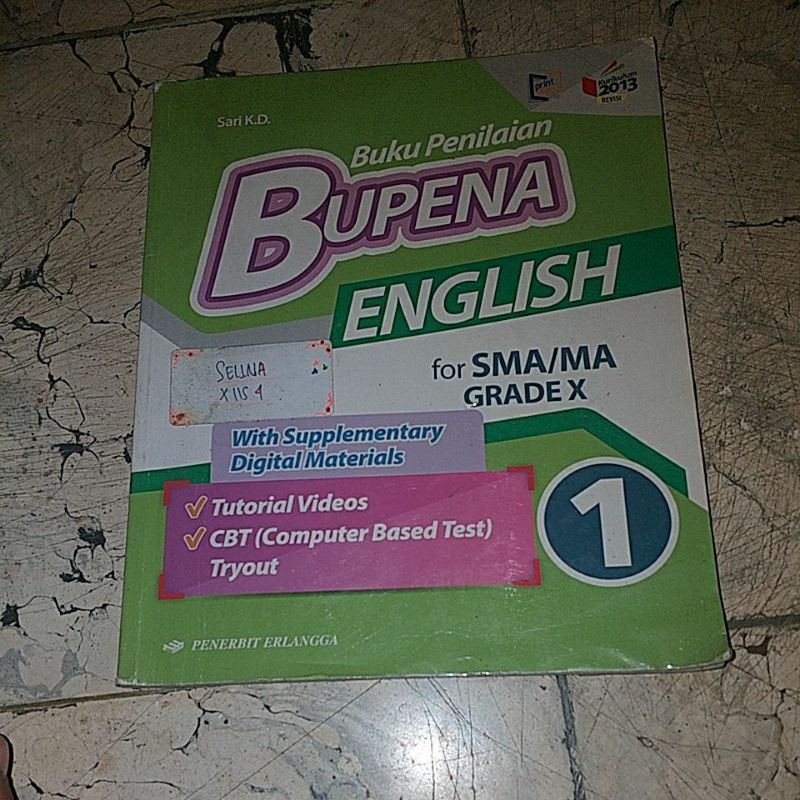 print
Kurikulum
2013
REVISI
Sari K.D.
Buku Penilaian
BUPENA
ENGLISH
for SMA/MA
GRADE X
SELINA
X IIS 4
With Supplementary
Digital Materials
Tutorial Videos
CBT (Computer Based Test)
Tryout
1
PENERBIT ERLANGGA